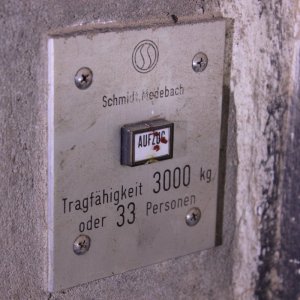 Schmidt, Medebach
AUFZUG
Tragfähigkeit 3000 kg.
oder 33 Personen